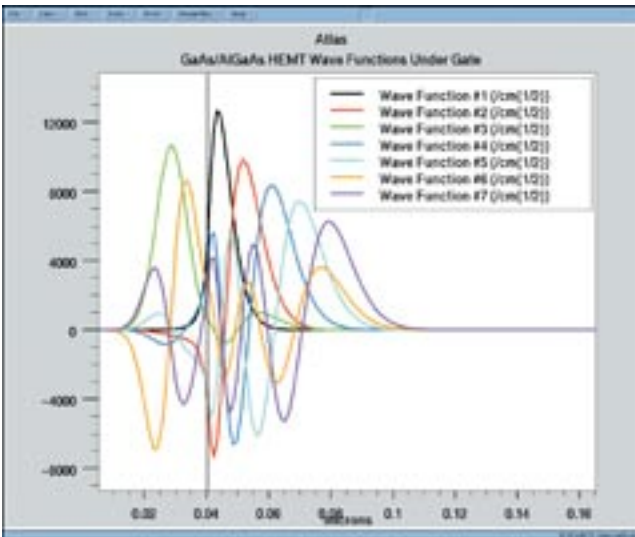 Atlas
GaAs/AlGaAs HEMT Wave Functions Under Gate
Wave Function #1 (/cm[1/2])
Wave Function #2 (/cm[1/2])
Wave Function #3 (/cm[1/2])
Wave Function #4 (/cm[1/2])
Wave Function #5 (/cm[1/2])
Wave Function #6 (/cm[1/2])
Wave Function #7 (/cm[1/2])
12000
8000
4000
0
-4000
-8000
0.02 0.04 0.06 0.08 0.1 0.12 0.14 0.16
Microns